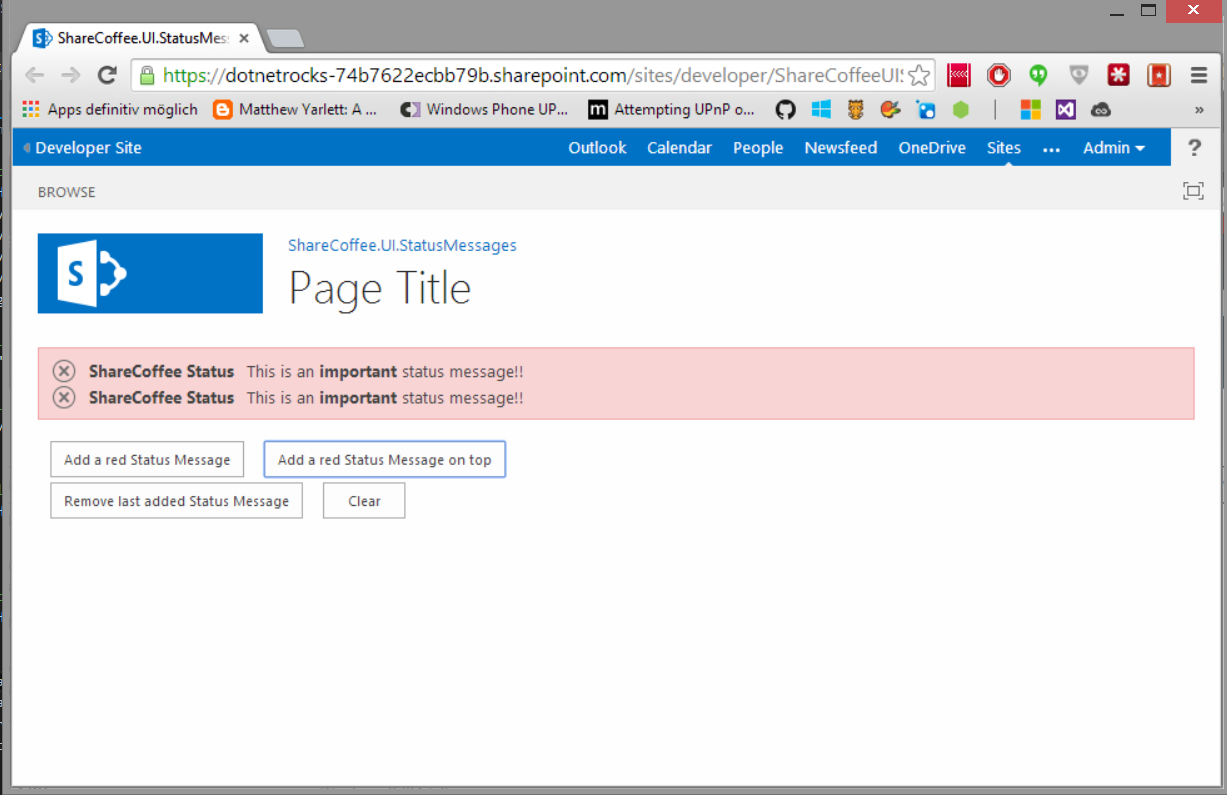 ShareCoffee.UI.StatusMes
https://dotnetrocks-74b7622ecbb79b.sharepoint.com/sites/developer/ShareCoffeeUIS
Apps definitiv möglich Matthew Yarlett: A ... Windows Phone UP... m Attempting UPnP o... »
Developer Site Outlook Calendar People Newsfeed OneDrive Sites ... Admin ?
BROWSE
S
ShareCoffee.UI.StatusMessages
Page Title
ShareCoffee Status This is an important status message!!
ShareCoffee Status This is an important status message!!
Add a red Status Message Add a red Status Message on top
Remove last added Status Message Clear